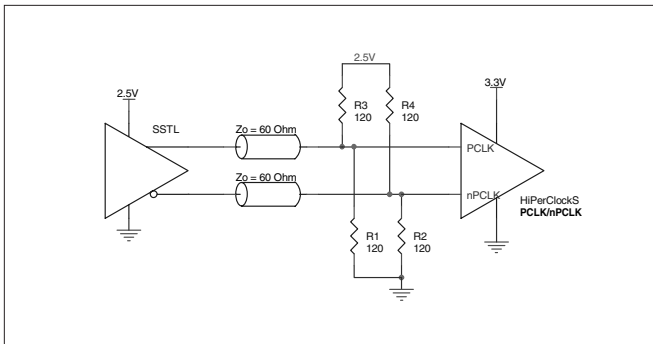 2.5V
3.3V
2.5V
SSTL
R3
120
R4
120
Zo = 60 Ohm
PCLK
Zo = 60 Ohm
nPCLK
HiPerClockS
PCLK/nPCLK
R1
120
R2
120